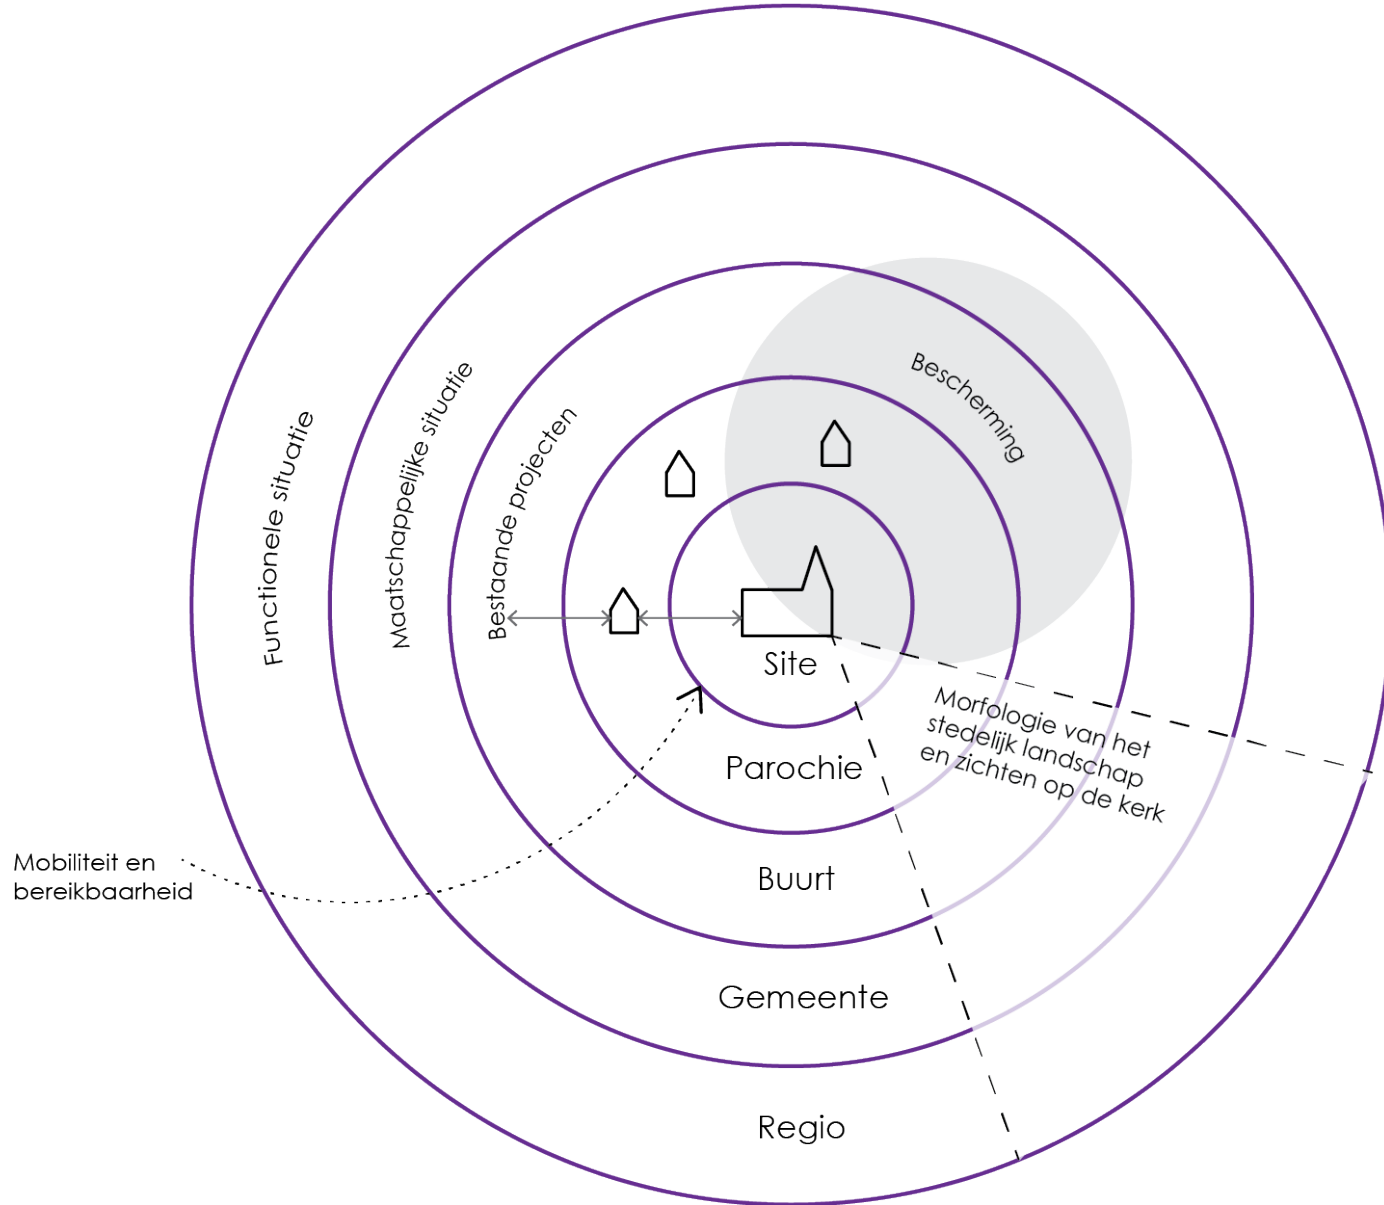 Functionele situatie
Maatschappelijke situatie
Bestaande projecten
Bescherming
Site
Morfologie van het
stedelijk landschap
en zichten op de kerk
Parochie
Mobiliteit en
bereikbaarheid
Buurt
Gemeente
Regio